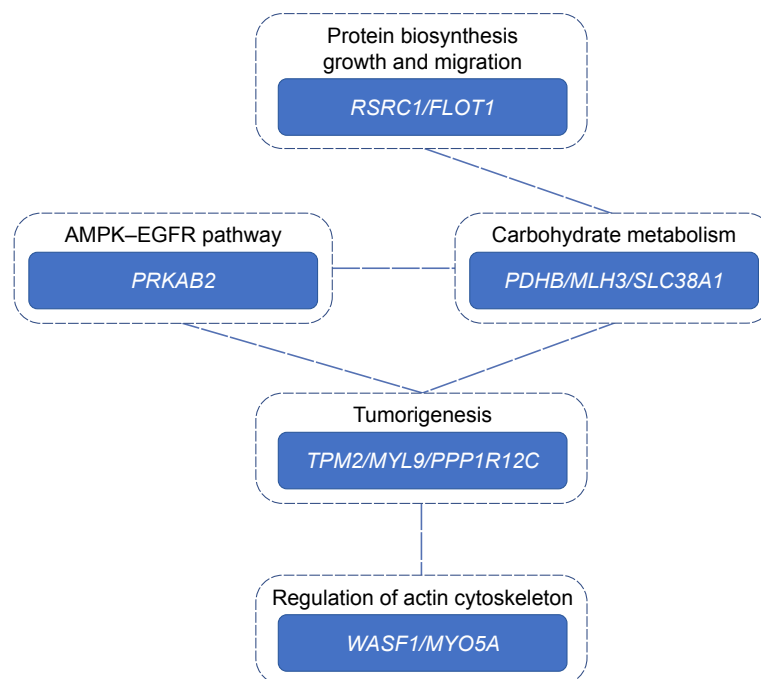 Protein biosynthesis
growth and migration
RSRC1/FLOT1
AMPK–EGFR pathway
PRKAB2
Carbohydrate metabolism
PDHB/MLH3/SLC38A1
Tumorigenesis
TPM2/MYL9/PPP1R12C
Regulation of actin cytoskeleton
WASF1/MYO5A